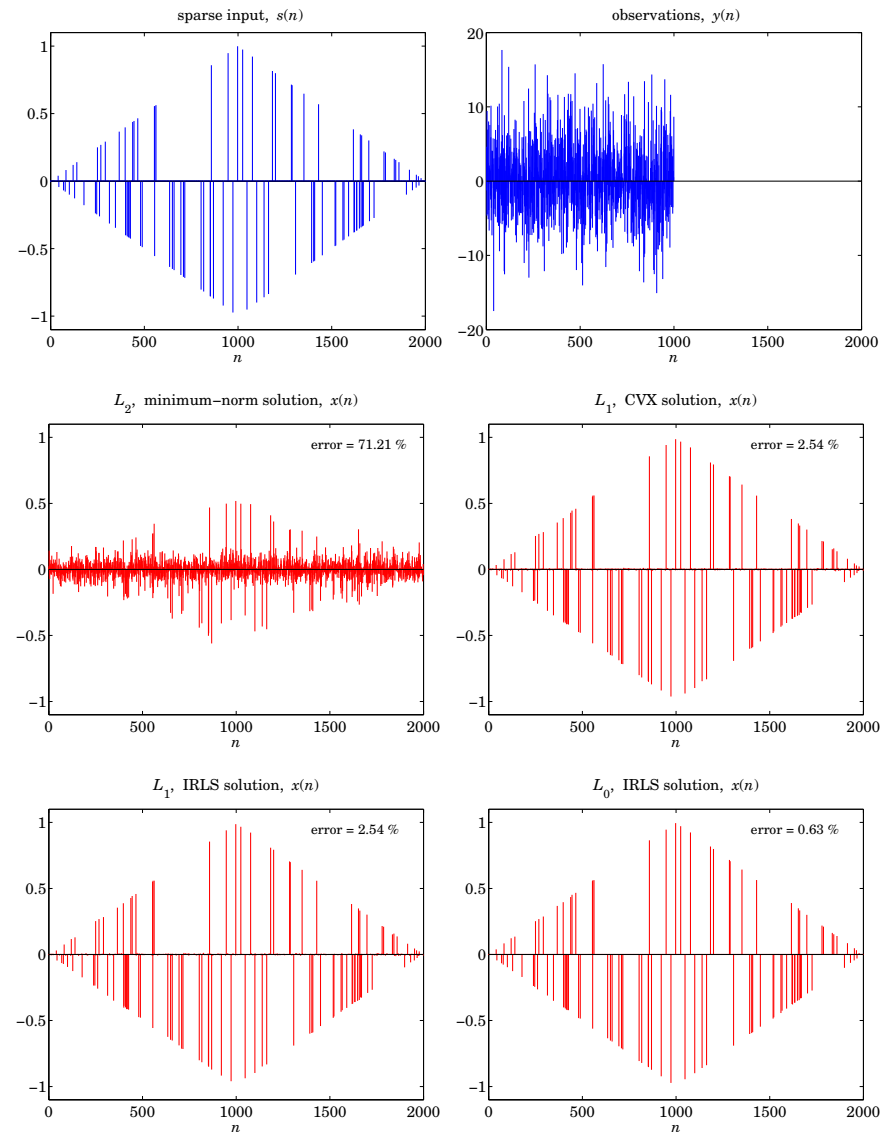 sparse input, s(n)
1
0.5
0
−0.5
−1
0 500 1000 1500 2000
n
observations, y(n)
20
10
0
−10
−20
0 500 1000 1500 2000
n
L2, minimum−norm solution, x(n)
error = 71.21 %
1
0.5
0
−0.5
−1
0 500 1000 1500 2000
n
L1, CVX solution, x(n)
error = 2.54 %
1
0.5
0
−0.5
−1
0 500 1000 1500 2000
n
L1, IRLS solution, x(n)
error = 2.54 %
1
0.5
0
−0.5
−1
0 500 1000 1500 2000
n
L0, IRLS solution, x(n)
error = 0.63 %
1
0.5
0
−0.5
−1
0 500 1000 1500 2000
n